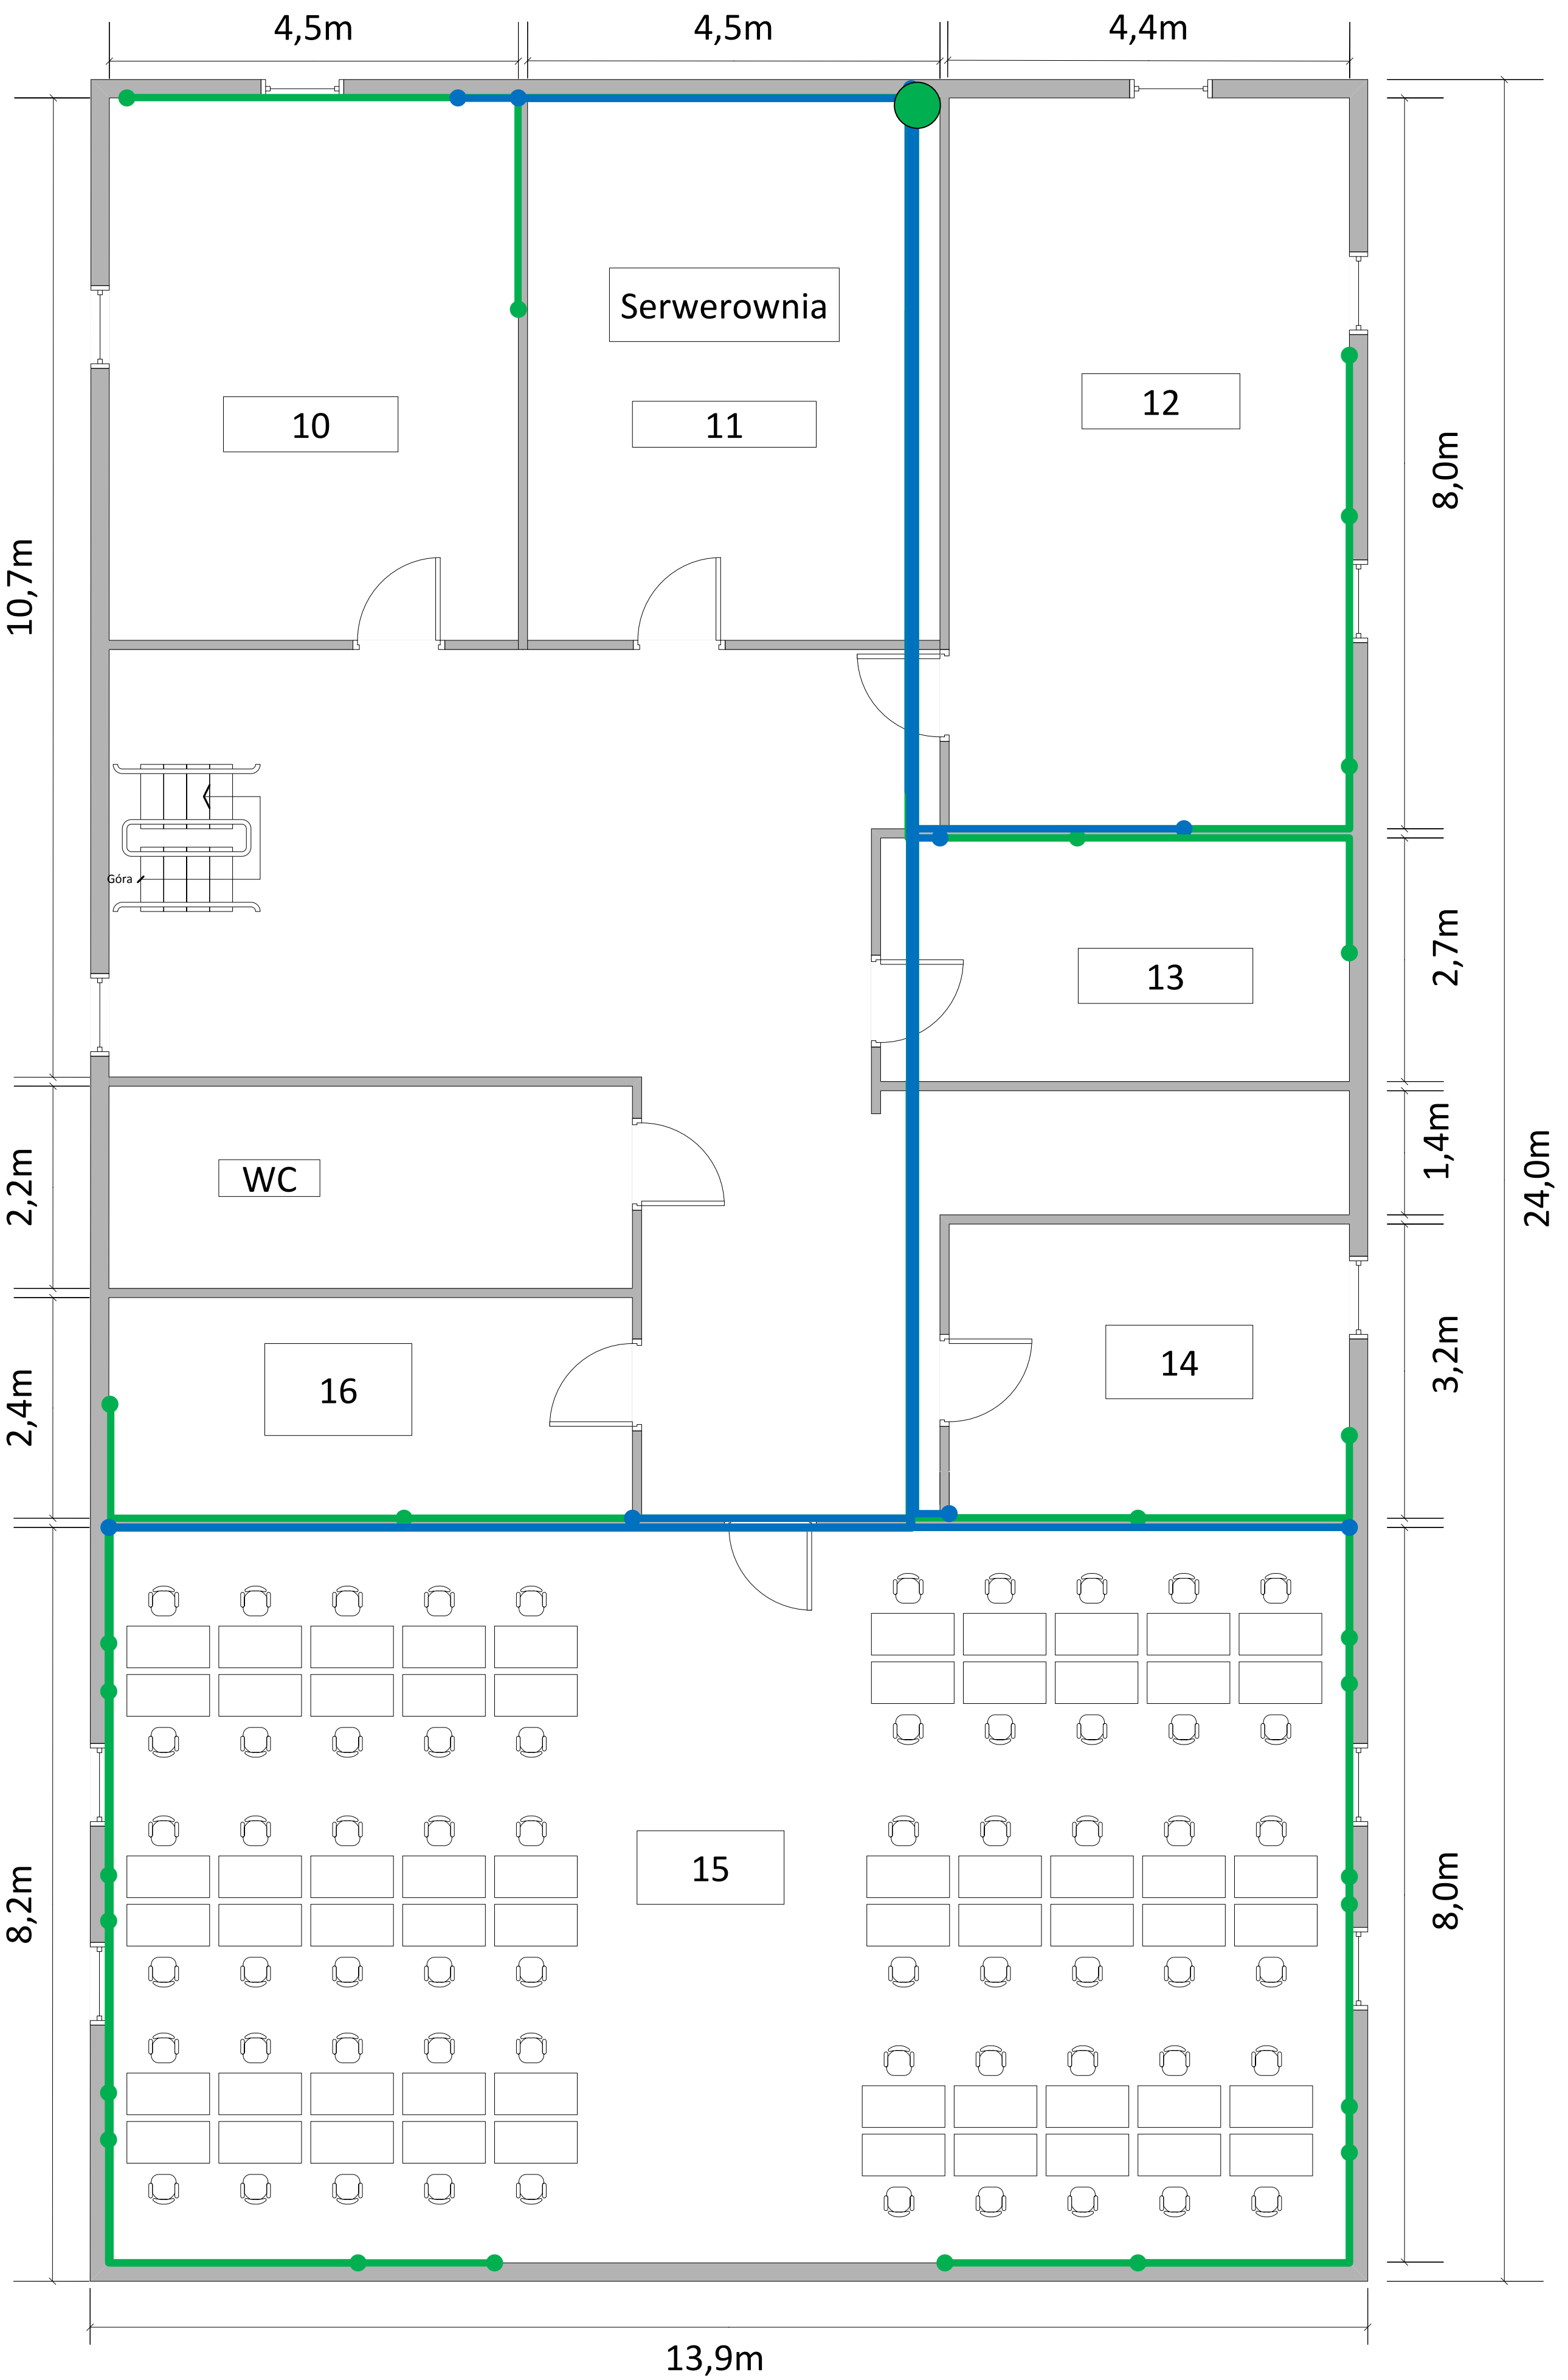 4,5m
4,5m
4,4m
Serwerownia
10
11
12
8,0m
10,7m
Góra
13
2,7m
WC
2,2m
1,4m
24,0m
16
14
2,4m
3,2m
15
8,2m
8,0m
13,9m